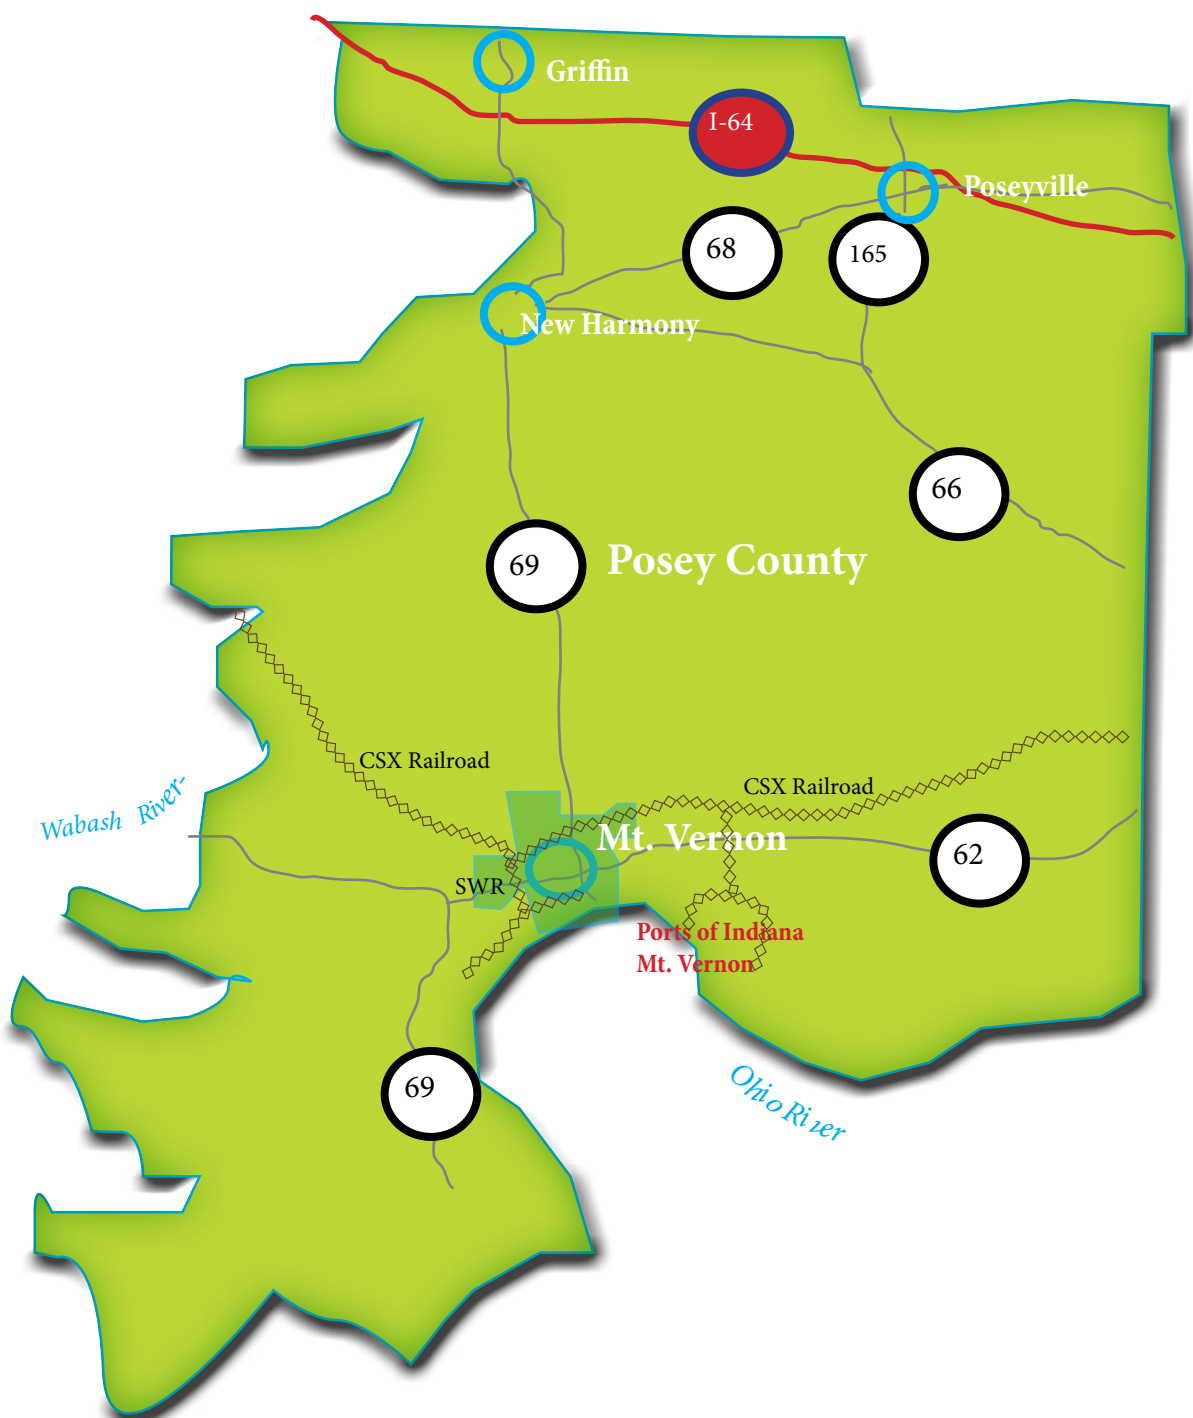 Griffin
I-64
Poseyville
68
165
New Harmony
66
69
Posey County
CSX Railroad
CSX Railroad
Wabash River-
Mt. Vernon
62
SWR
Ports of Indiana
Mt. Vernon
69
Ohio River